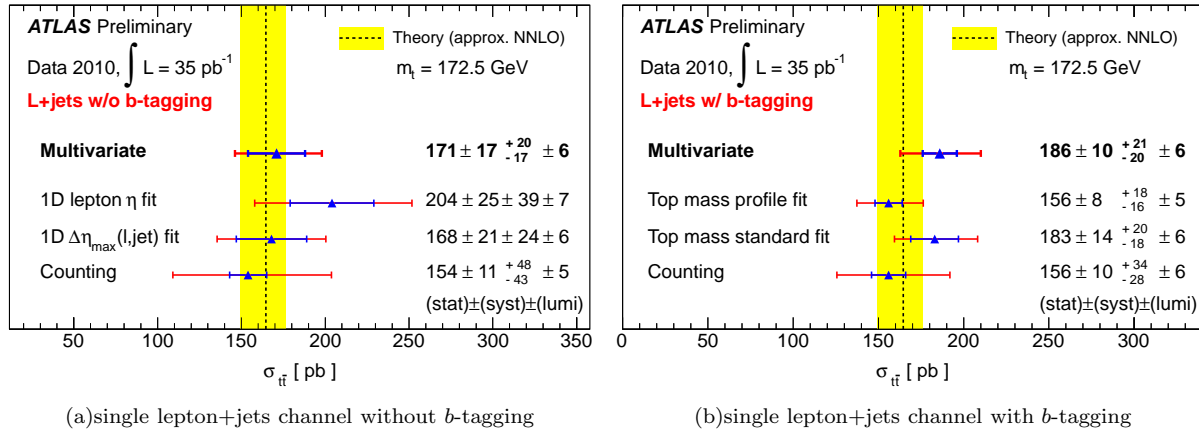 ATLAS Preliminary
Data 2010, ∫ L = 35 pb⁻¹
L+jets w/o b-tagging
Theory (approx. NNLO)
m_t = 172.5 GeV
Multivariate 171 ± 17 +20 -17 ± 6
1D lepton η fit 204 ± 25 ± 39 ± 7
1D Δη_max(l,jet) fit 168 ± 21 ± 24 ± 6
Counting 154 ± 11 +48 -43 ± 5
(stat)±(syst)±(lumi)
50 100 150 200 250 300 350
σ_tt̄ [ pb ]
(a)single lepton+jets channel without b-tagging
ATLAS Preliminary
Data 2010, ∫ L = 35 pb⁻¹
L+jets w/ b-tagging
Theory (approx. NNLO)
m_t = 172.5 GeV
Multivariate 186 ± 10 +21 -20 ± 6
Top mass profile fit 156 ± 8 +18 -16 ± 5
Top mass standard fit 183 ± 14 +20 -18 ± 6
Counting 156 ± 10 +34 -28 ± 6
(stat)±(syst)±(lumi)
0 50 100 150 200 250 300
σ_tt̄ [ pb ]
(b)single lepton+jets channel with b-tagging